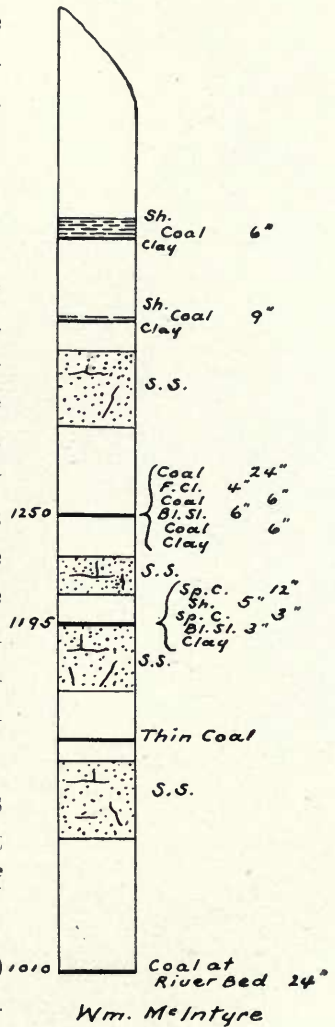 Sh.
Coal 6"
Clay
Sh.
Coal 9"
Clay
S.S.
Coal 24"
F.Cl. 4"
Coal 6"
1250 Bl.Sl. 6"
Coal 6"
Clay
S.S.
Sp.C. 12"
Sh. 5"
1195 Sp.C. 3"
Bl.Sl. 3"
Clay
S.S.
Thin Coal
S.S.
1010 Coal at
River Bed 24"
Wm. McIntyre